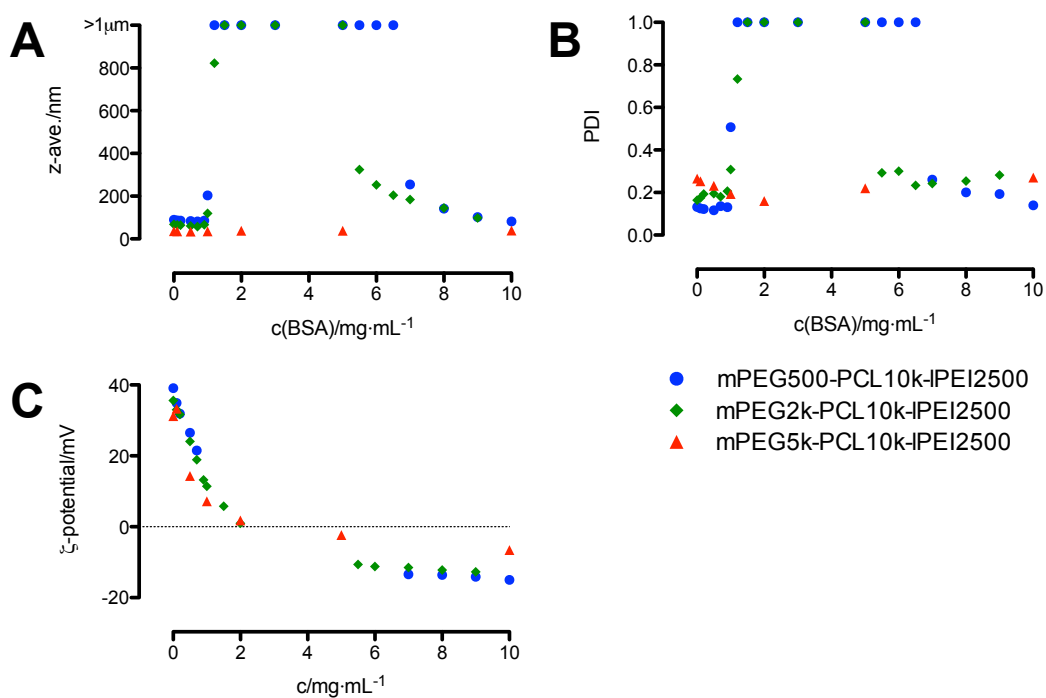 A
>1μm
800
600
400
200
0
z-ave./nm
0 2 4 6 8 10
c(BSA)/mg·mL⁻¹
B
1.0
0.8
0.6
0.4
0.2
0.0
PDI
0 2 4 6 8 10
c(BSA)/mg·mL⁻¹
C
40
20
0
-20
ζ-potential/mV
0 2 4 6 8 10
c/mg·mL⁻¹
mPEG500-PCL10k-lPEI2500
mPEG2k-PCL10k-lPEI2500
mPEG5k-PCL10k-lPEI2500